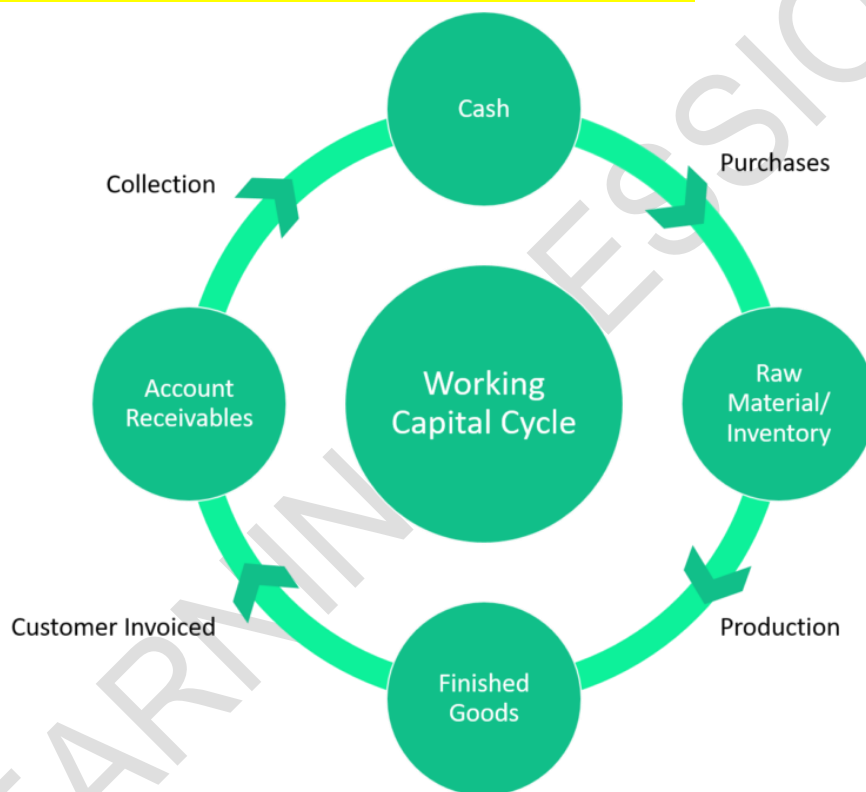 Cash
Purchases
Collection
Raw
Material/
Inventory
Account
Receivables
Working
Capital Cycle
Production
Customer Invoiced
Finished
Goods